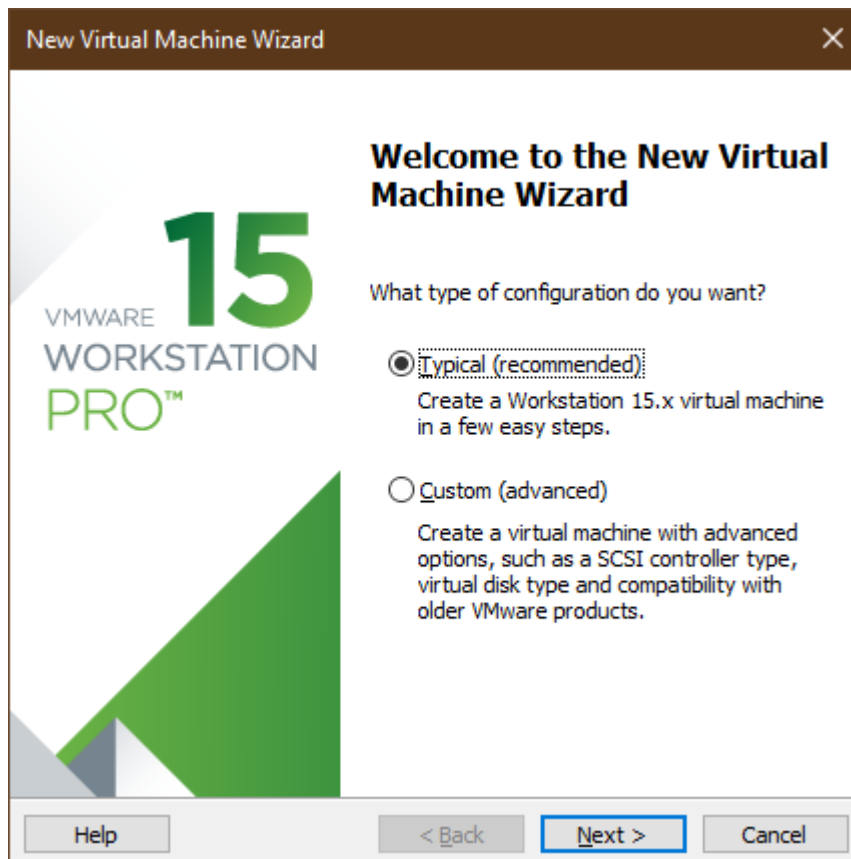 New Virtual Machine Wizard
Welcome to the New Virtual
Machine Wizard
15
VMWARE
WORKSTATION
PRO™
What type of configuration do you want?
Typical (recommended)
Create a Workstation 15.x virtual machine
in a few easy steps.
Custom (advanced)
Create a virtual machine with advanced
options, such as a SCSI controller type,
virtual disk type and compatibility with
older VMware products.
Help
< Back
Next >
Cancel